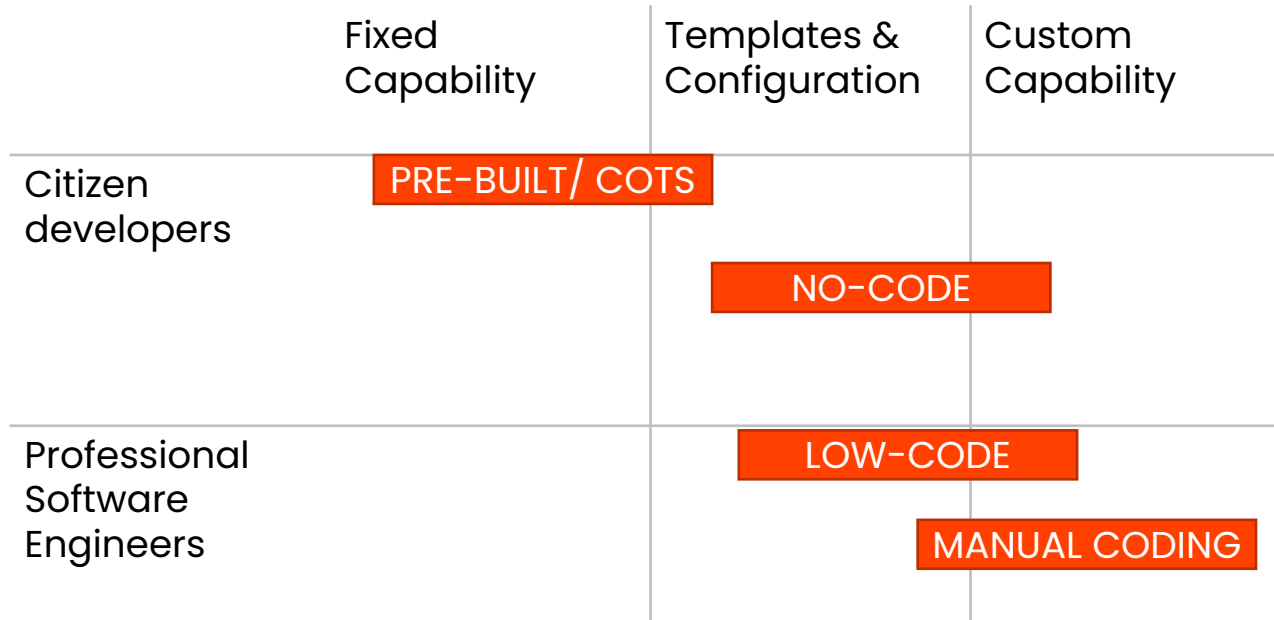 Fixed
Capability
Templates &
Configuration
Custom
Capability
Citizen
developers
PRE-BUILT/ COTS
NO-CODE
Professional
Software
Engineers
LOW-CODE
MANUAL CODING